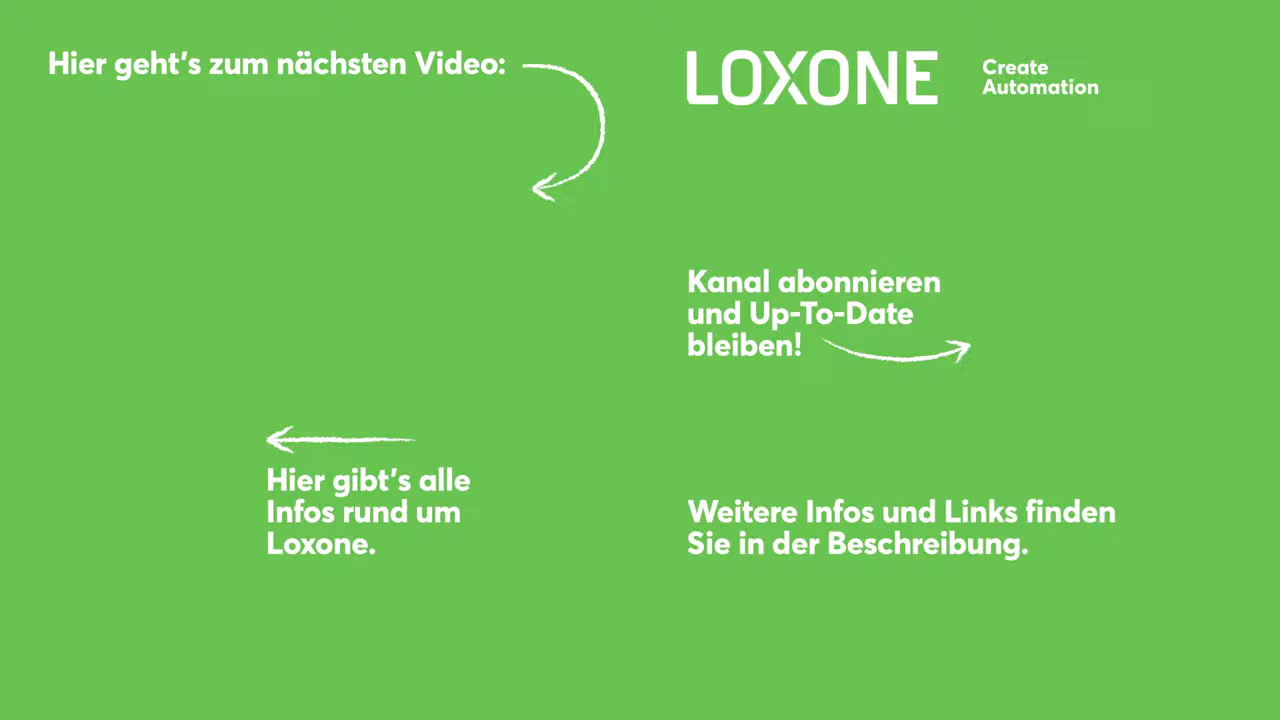 Hier geht's zum nächsten Video:
LOXONE
Create
Automation
Kanal abonnieren
und Up-To-Date
bleiben!
Hier gibt's alle
Infos rund um
Loxone.
Weitere Infos und Links finden
Sie in der Beschreibung.